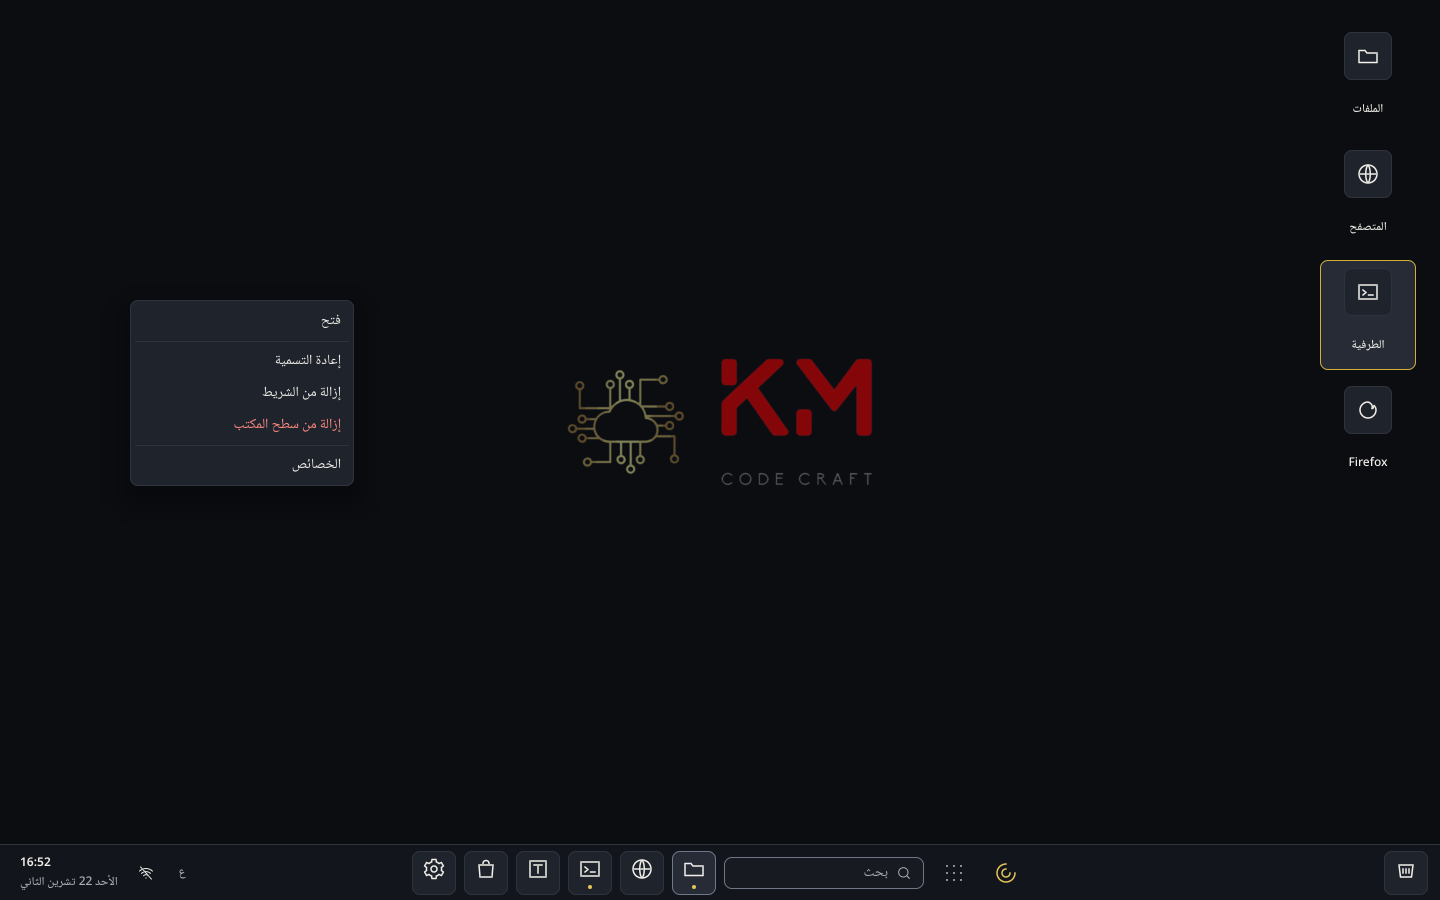 الملفات
المتصفح
الطرفية
Firefox
فتح
إعادة التسمية
إزالة من الشريط
إزالة من سطح المكتب
الخصائص
KM
CODE CRAFT
بحث
ع
16:52
الأحد 22 تشرين الثاني